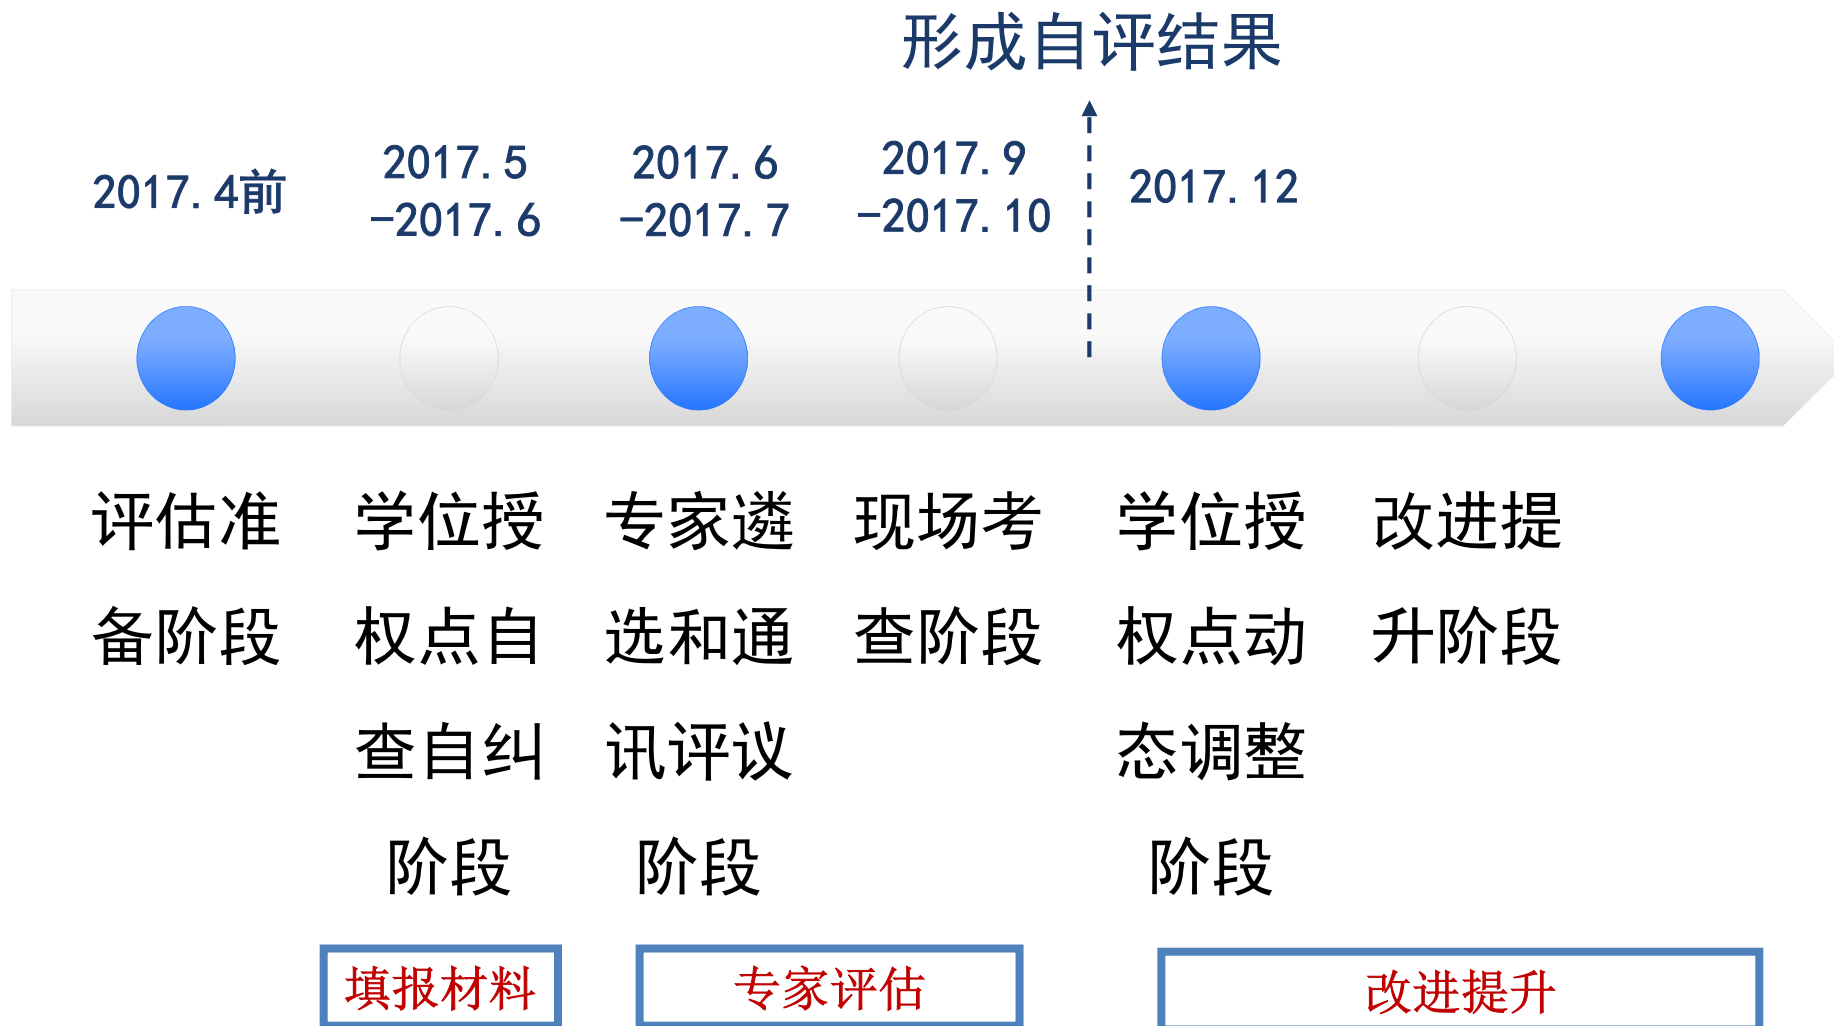 形成自评结果
2017.4前
2017.5
-2017.6
2017.6
-2017.7
2017.9
-2017.10
2017.12
评估准
备阶段
学位授
权点自
查自纠
阶段
专家遴
选和通
讯评议
阶段
现场考
查阶段
学位授
权点动
态调整
阶段
改进提
升阶段
填报材料
专家评估
改进提升